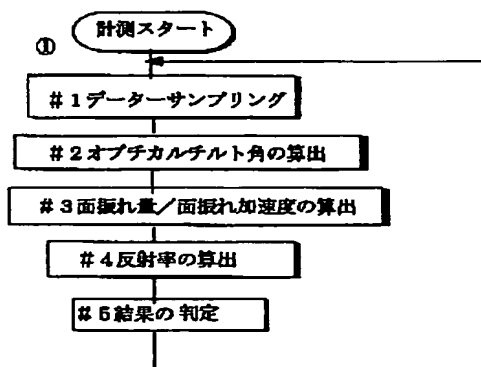 計測スタート
①
#1データーサンプリング
#2オプチカルチルト角の算出
#3面振れ量/面振れ加速度の算出
#4反射率の算出
#5結果の判定